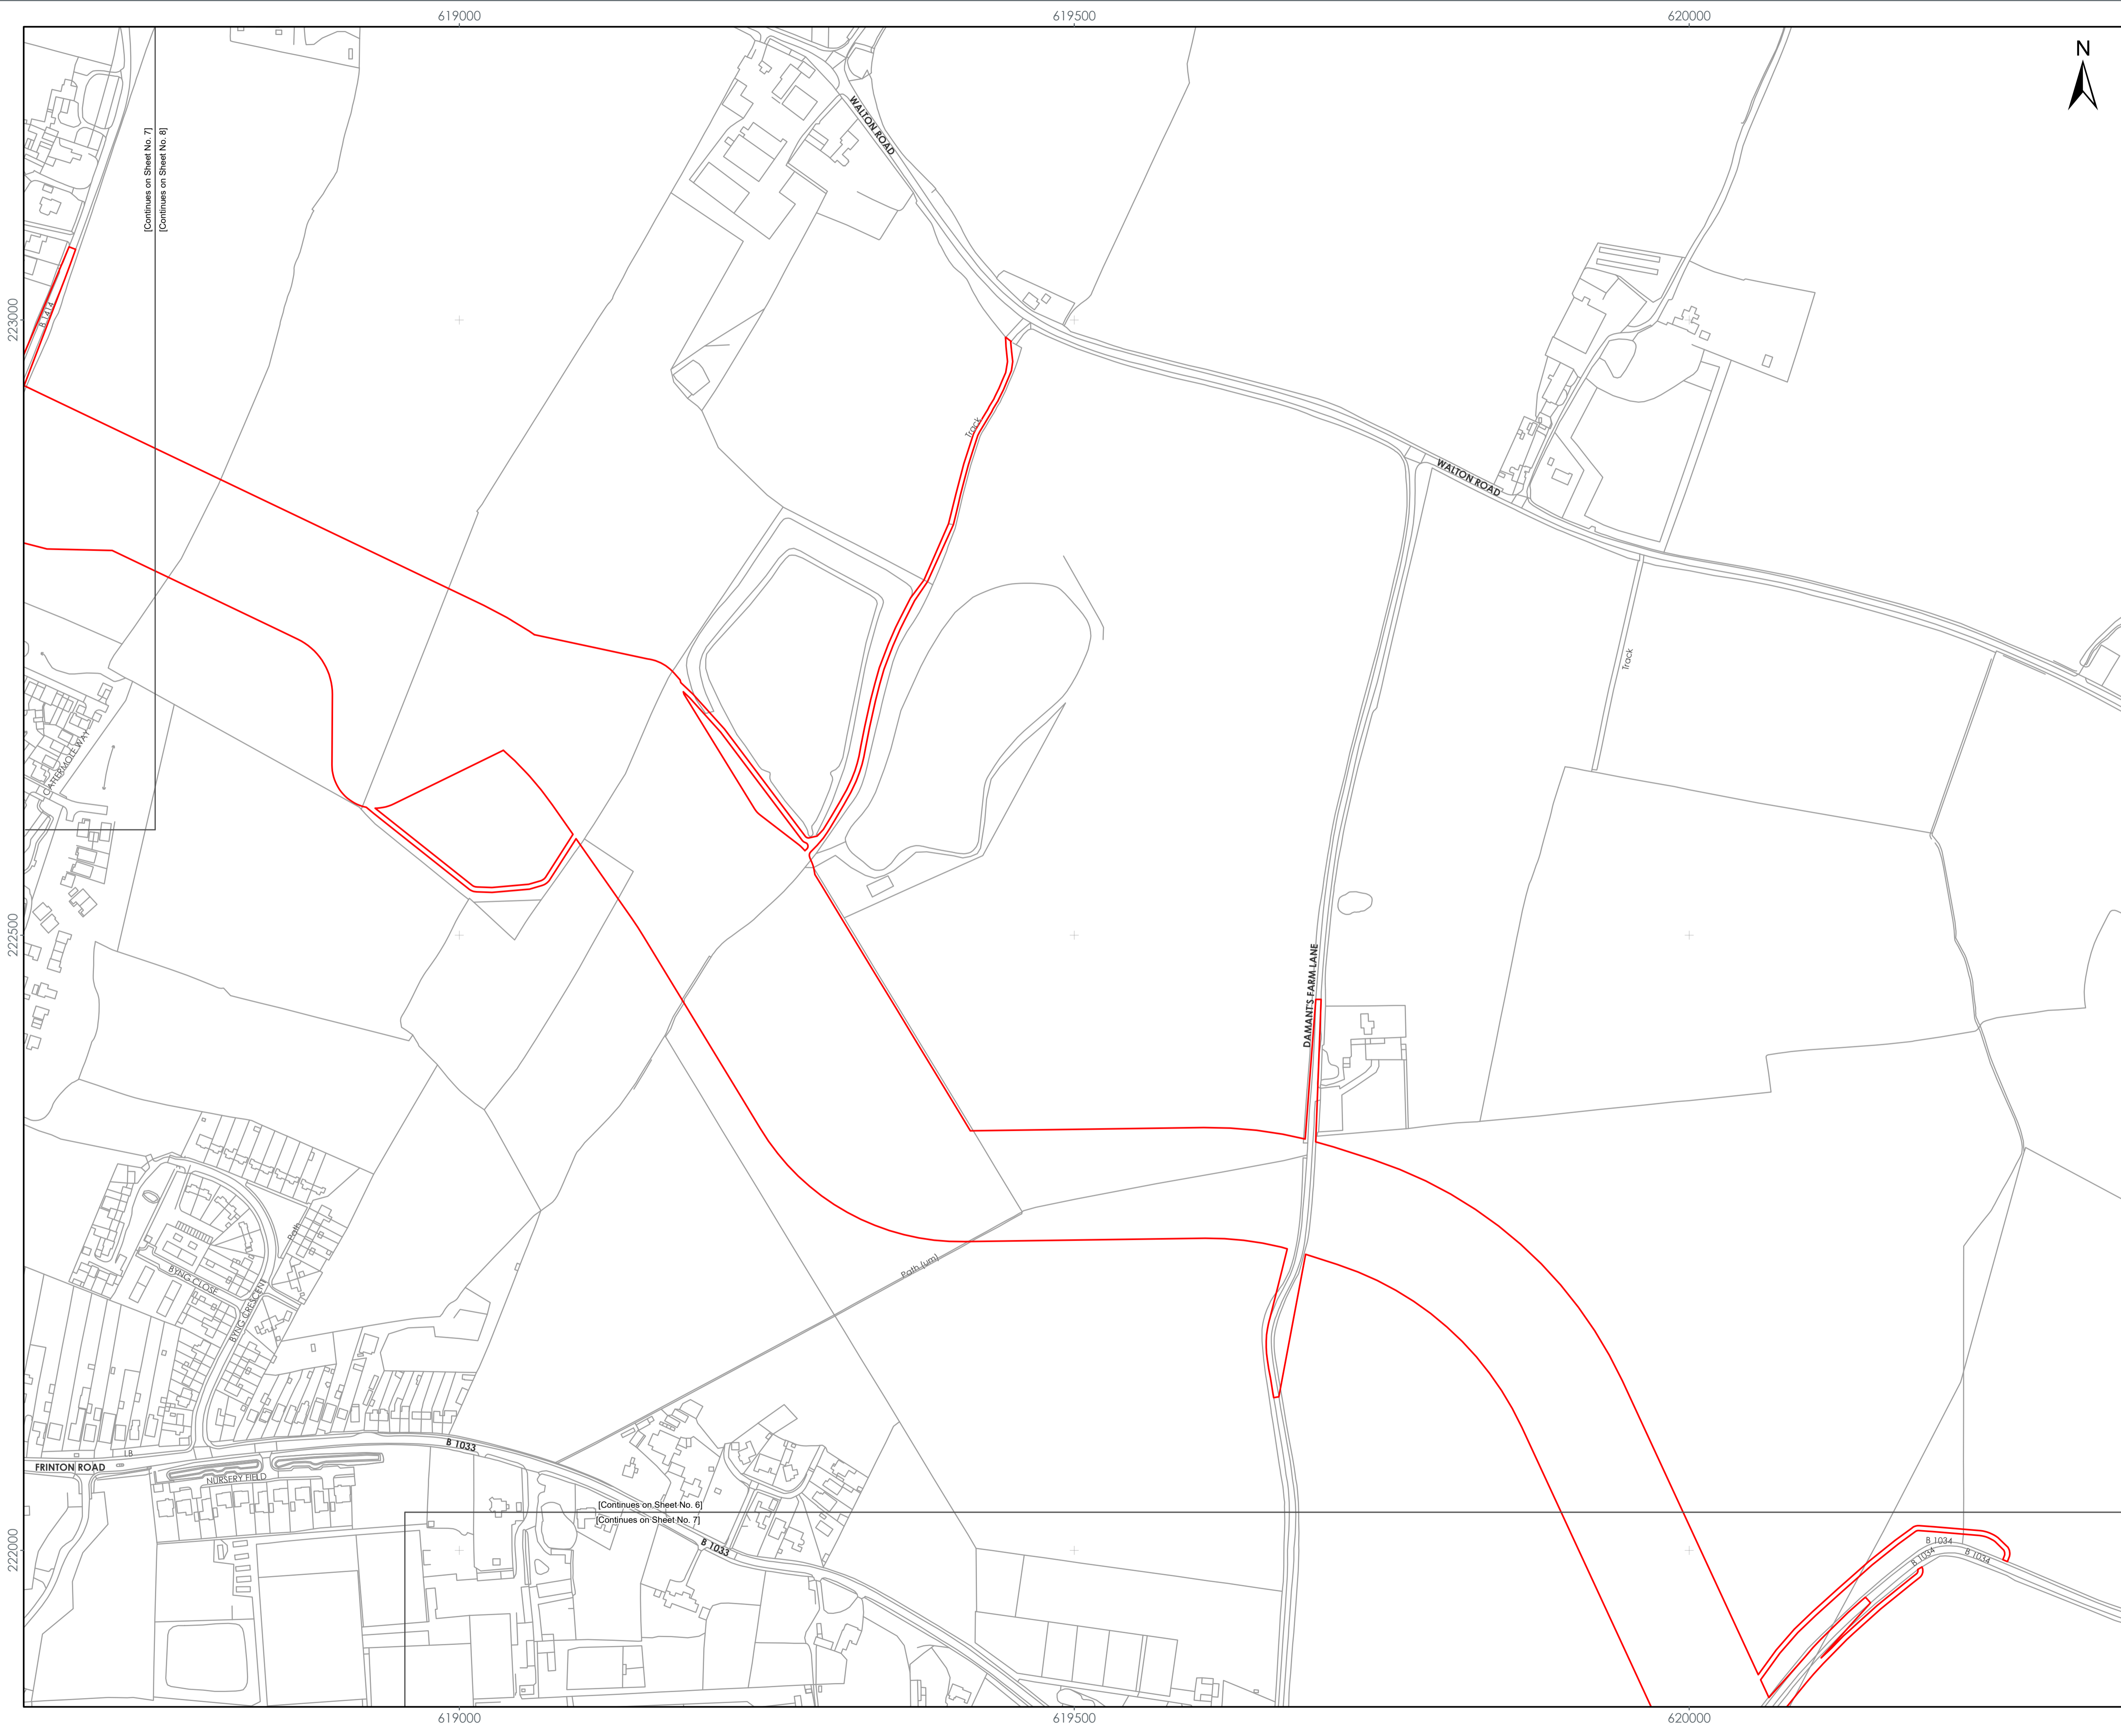 619000
619500
620000
N
[Continues on Sheet No. 7]
[Continues on Sheet No. 8]
WALTON ROAD
223000
B 1414
Track
WALTON ROAD
Track
CATTERMOLE WAY
222500
DAMANT'S FARM LANE
Path
Path (um)
BYNG CLOSE
BYNG CRESCENT
B 1033
LB
FRINTON ROAD
NURSERY FIELD
[Continues on Sheet No. 6]
[Continues on Sheet No. 7]
B 1033
222000
B 1034
B 1034
B 1034
619000
619500
620000